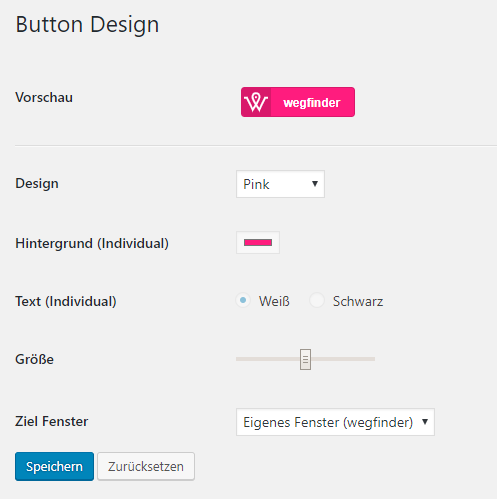 Button Design
Vorschau wegfinder
Design Pink
Hintergrund (Individual)
Text (Individual) Weiß Schwarz
Größe
Ziel Fenster Eigenes Fenster (wegfinder)
Speichern Zurücksetzen